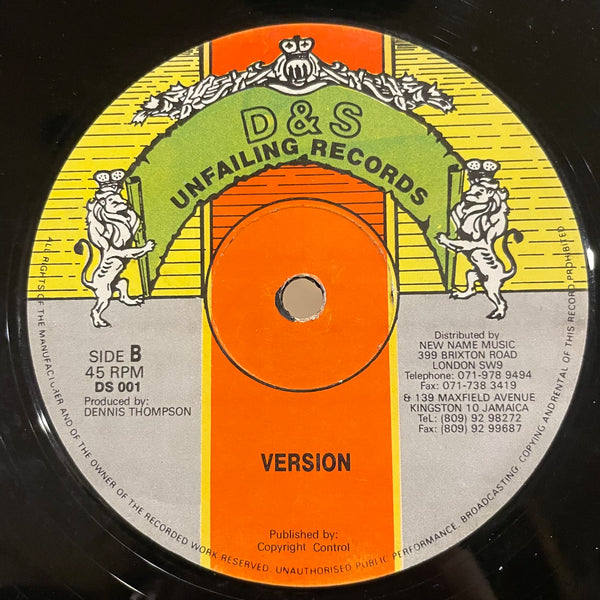 D & S
UNFAILING RECORDS
SIDE B
45 RPM
DS 001
Produced by:
DENNIS THOMPSON
Distributed by
NEW NAME MUSIC
399 BRIXTON ROAD
LONDON SW9
Telephone: 071-978 9494
Fax: 071-738 3419
& 139 MAXFIELD AVENUE
KINGSTON 10 JAMAICA
Tel: (809) 92 98272
Fax: (809) 92 99687
VERSION
Published by:
Copyright Control
ALL RIGHTS OF THE MANUFACTURER AND OF THE OWNER OF THE RECORDED WORK RESERVED. UNAUTHORISED PUBLIC PERFORMANCE, BROADCASTING, COPYING AND RENTAL OF THIS RECORD PROHIBITED